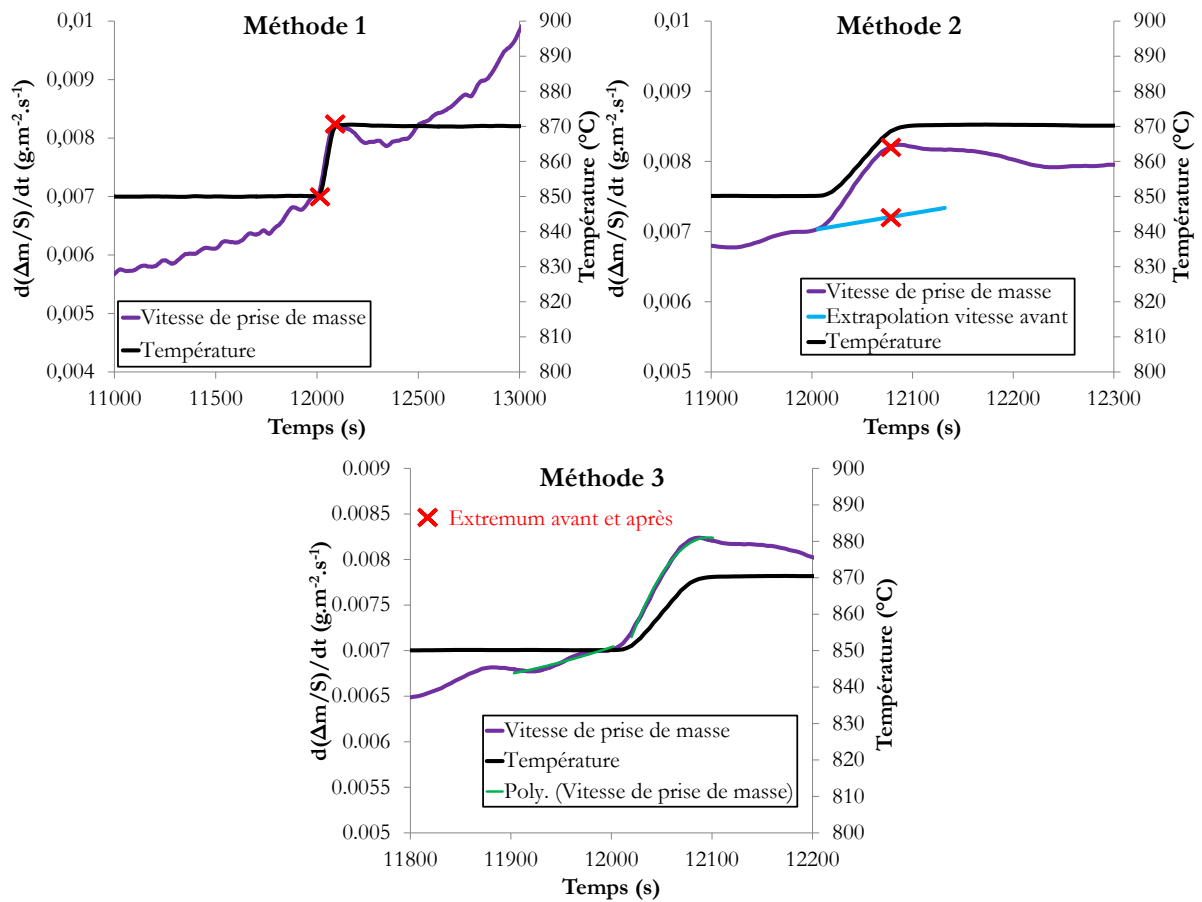 Méthode 1
d(Δm/S)/dt (g.m⁻².s⁻¹)
0,01
0,009
0,008
0,007
0,006
0,005
0,004
900
890
880
870
860
850
840
830
820
810
800
Température (°C)
Vitesse de prise de masse
Température
11000 11500 12000 12500 13000
Temps (s)
Méthode 2
d(Δm/S)/dt (g.m⁻².s⁻¹)
0,01
0,009
0,008
0,007
0,006
0,005
900
890
880
870
860
850
840
830
820
810
800
Température (°C)
Vitesse de prise de masse
Extrapolation vitesse avant
Température
11900 12000 12100 12200 12300
Temps (s)
Méthode 3
Extremum avant et après
d(Δm/S)/dt (g.m⁻².s⁻¹)
0.009
0.0085
0.008
0.0075
0.007
0.0065
0.006
0.0055
0.005
900
890
880
870
860
850
840
830
820
810
800
Température (°C)
Vitesse de prise de masse
Température
Poly. (Vitesse de prise de masse)
11800 11900 12000 12100 12200
Temps (s)